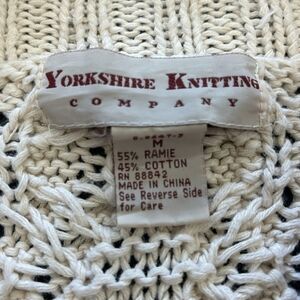 YORKSHIRE KNITTING
COMPANY
M
55% RAMIE
45% COTTON
RN 88842
MADE IN CHINA
See Reverse Side
for Care